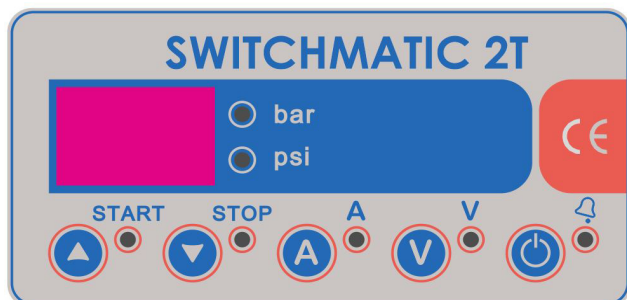 SWITCHMATIC 2T
bar
psi
CE
START STOP A V
A V